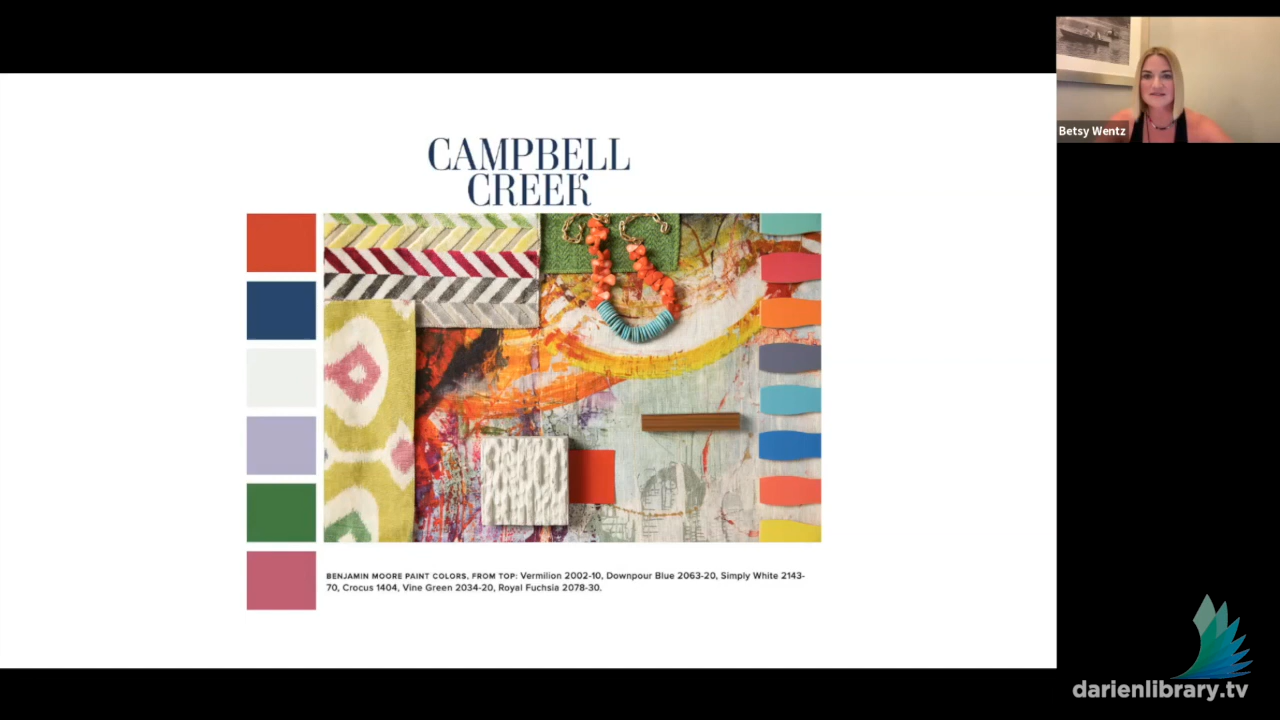 Betsy Wentz
CAMPBELL
CREEK
BENJAMIN MOORE PAINT COLORS, FROM TOP: Vermilion 2002-10, Downpour Blue 2063-20, Simply White 2143-
70, Crocus 1404, Vine Green 2034-20, Royal Fuchsia 2078-30.
darienlibrary.tv